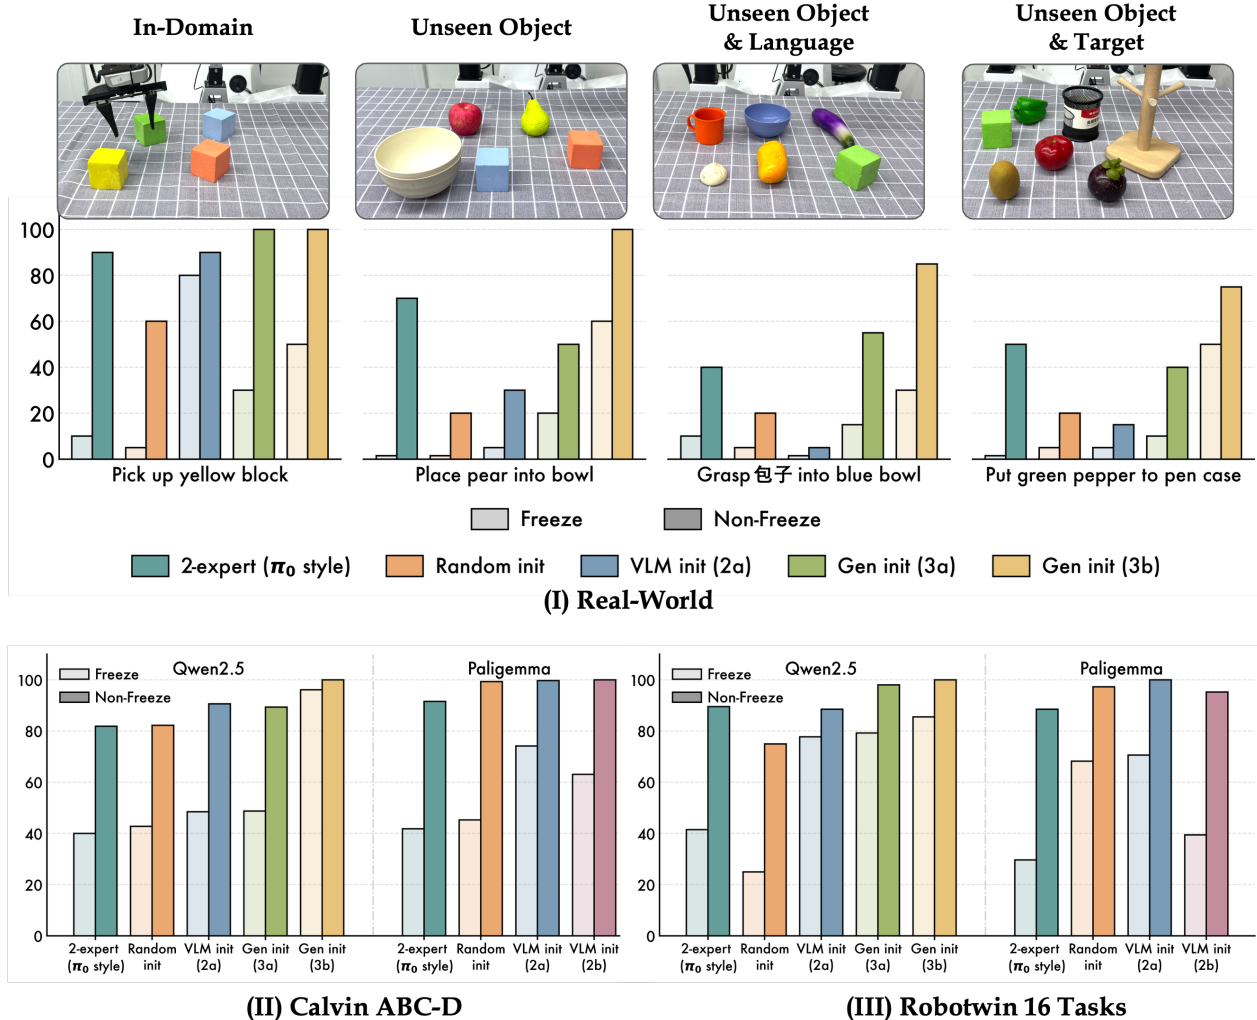 In-Domain
Unseen Object
Unseen Object
& Language
Unseen Object
& Target
100
80
60
40
20
0
Pick up yellow block
Place pear into bowl
Grasp 包子 into blue bowl
Put green pepper to pen case
Freeze
Non-Freeze
2-expert (π₀ style)
Random init
VLM init (2a)
Gen init (3a)
Gen init (3b)
(I) Real-World
Qwen2.5
Paligemma
Freeze
Non-Freeze
100
80
60
40
20
0
2-expert
(π₀ style)
Random
init
VLM init
(2a)
Gen init
(3a)
Gen init
(3b)
2-expert
(π₀ style)
Random
init
VLM init
(2a)
VLM init
(2b)
(II) Calvin ABC-D
Qwen2.5
Paligemma
Freeze
Non-Freeze
100
80
60
40
20
0
2-expert
(π₀ style)
Random
init
VLM init
(2a)
Gen init
(3a)
Gen init
(3b)
2-expert
(π₀ style)
Random
init
VLM init
(2a)
VLM init
(2b)
(III) Robotwin 16 Tasks